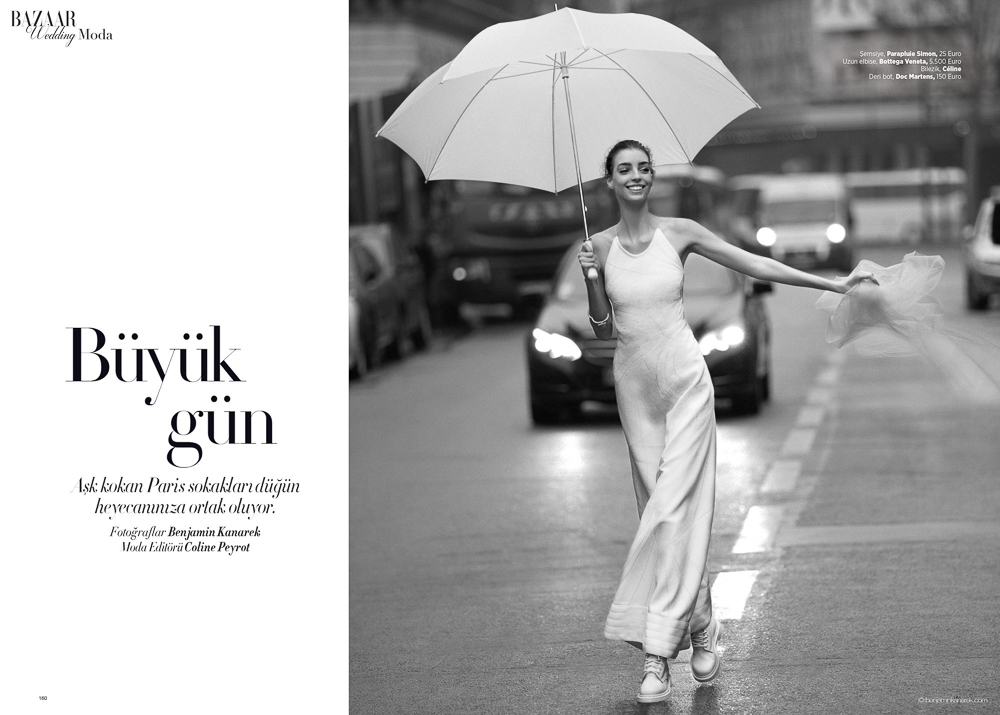 BAZAAR
Wedding Moda
Büyük
gün
Aşk kokan Paris sokakları düğün
heyecanınıza ortak oluyor.
Fotoğraflar Benjamin Kanarek
Moda Editörü Coline Peyrot
160
Şemsiye, Parapluie Simon, 25 Euro
Uzun elbise, Bottega Veneta, 5.500 Euro
Bilezik, Céline
Deri bot, Doc Martens, 150 Euro
©benjaminkanarek.com